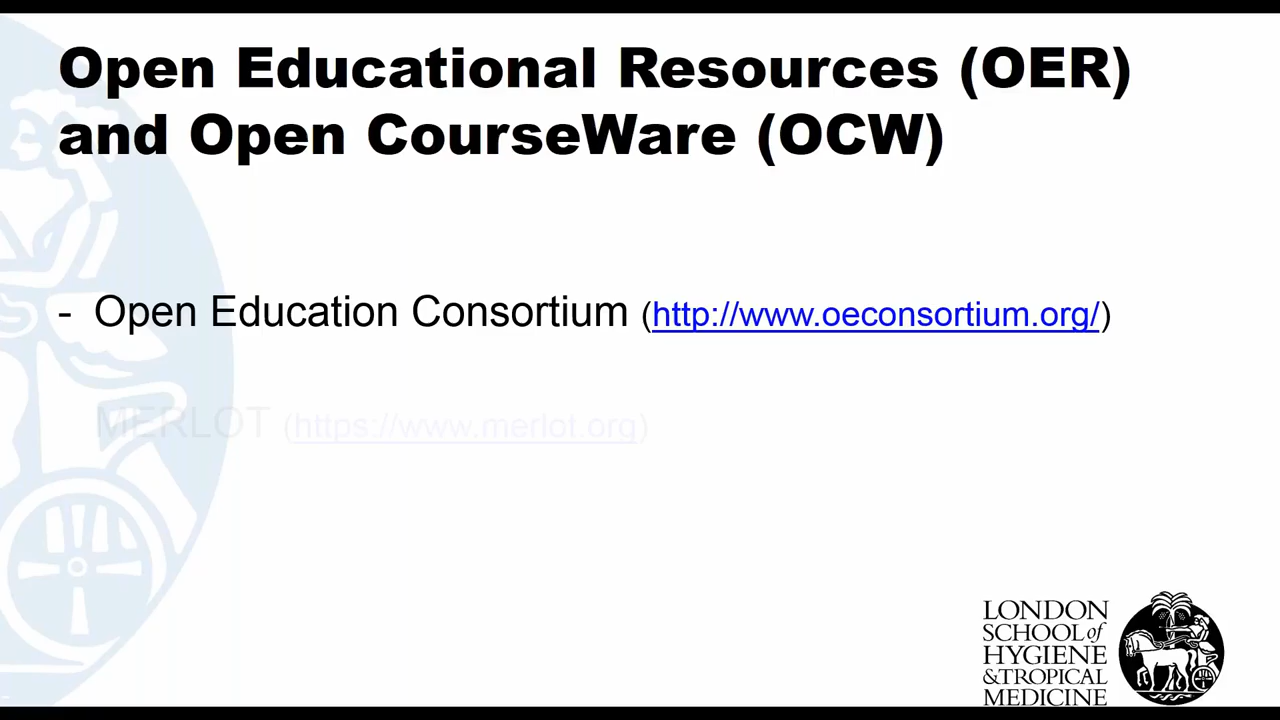 Open Educational Resources (OER)
and Open CourseWare (OCW)
- Open Education Consortium (http://www.oeconsortium.org/)
MERLOT (https://www.merlot.org)
LONDON
SCHOOL of
HYGIENE
&TROPICAL
MEDICINE